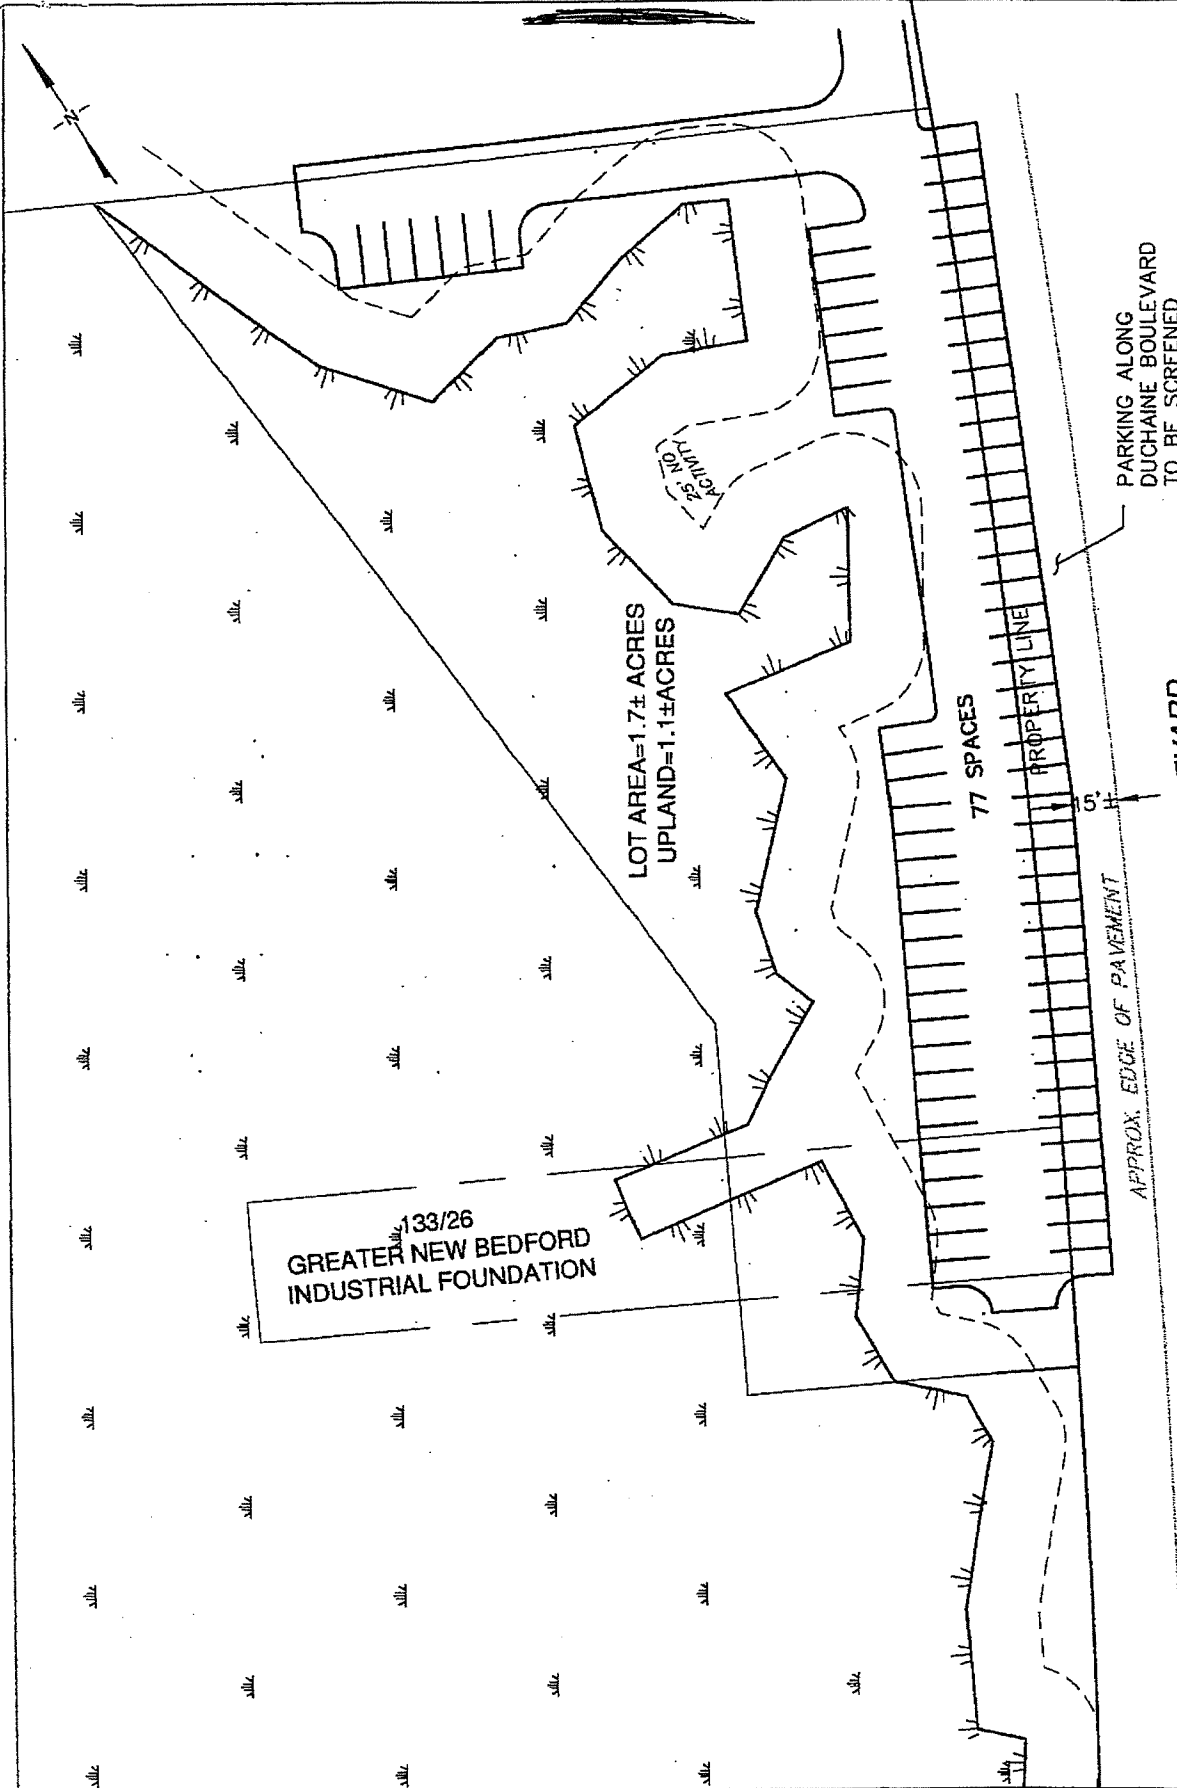 N
25' NO
ACTIVITY
LOT AREA=1.7± ACRES
UPLAND=1.1±ACRES
133/26
GREATER NEW BEDFORD
INDUSTRIAL FOUNDATION
77 SPACES
PROPERTY LINE
15'±
APPROX. EDGE OF PAVEMENT
PARKING ALONG
DUCHAINE BOULEVARD
TO BE SCREENED